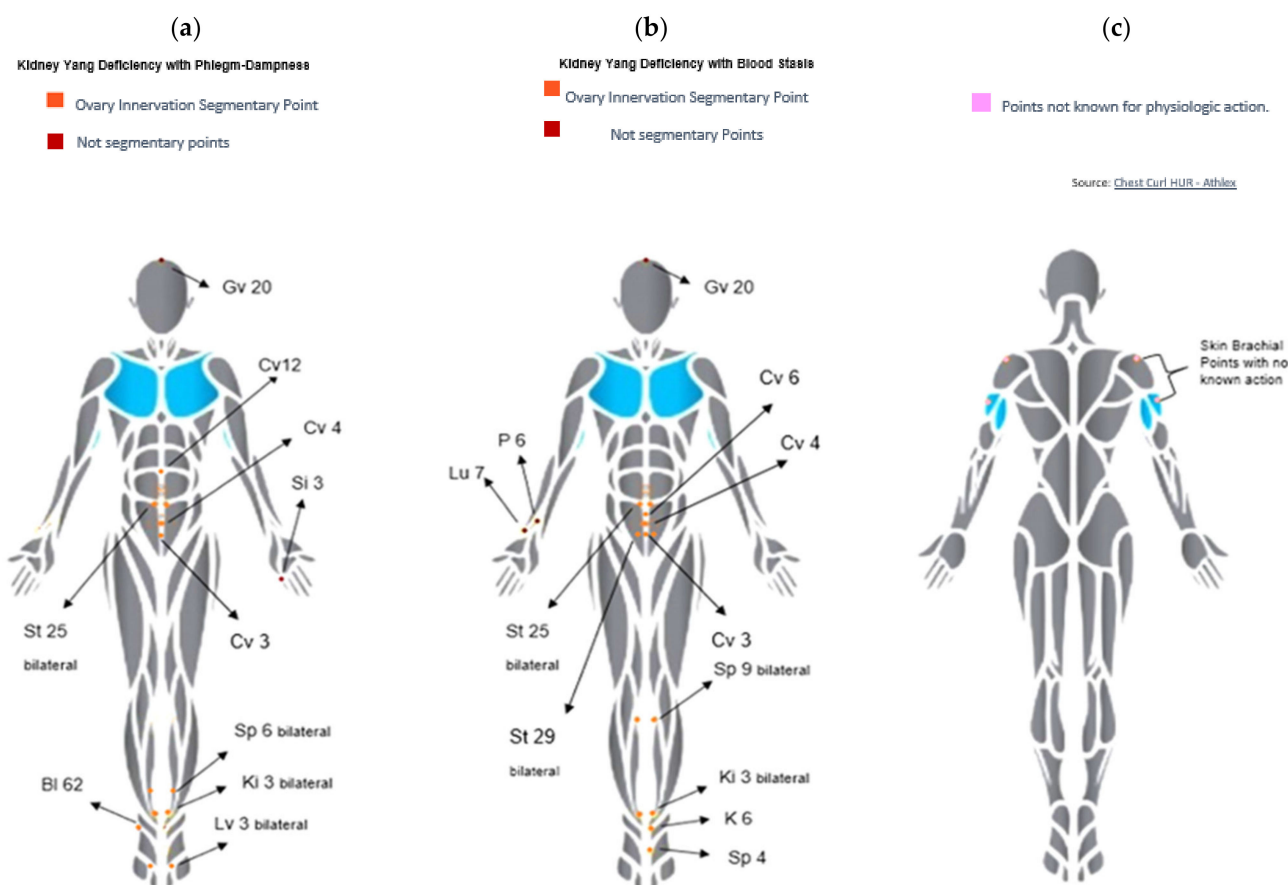 (a)
Kidney Yang Deficiency with Phlegm-Dampness
Ovary Innervation Segmentary Point
Not segmentary points
Gv 20
Cv12
Cv 4
Si 3
St 25
bilateral
Cv 3
Sp 6 bilateral
Bl 62
Ki 3 bilateral
Lv 3 bilateral
(b)
Kidney Yang Deficiency with Blood Stasis
Ovary Innervation Segmentary Point
Not segmentary Points
Gv 20
Cv 6
P 6
Cv 4
Lu 7
St 25
bilateral
Cv 3
Sp 9 bilateral
St 29
bilateral
Ki 3 bilateral
K 6
Sp 4
(c)
Points not known for physiologic action.
Source: Chest Curl HUR - Athlex
Skin Brachial
Points with no
known action